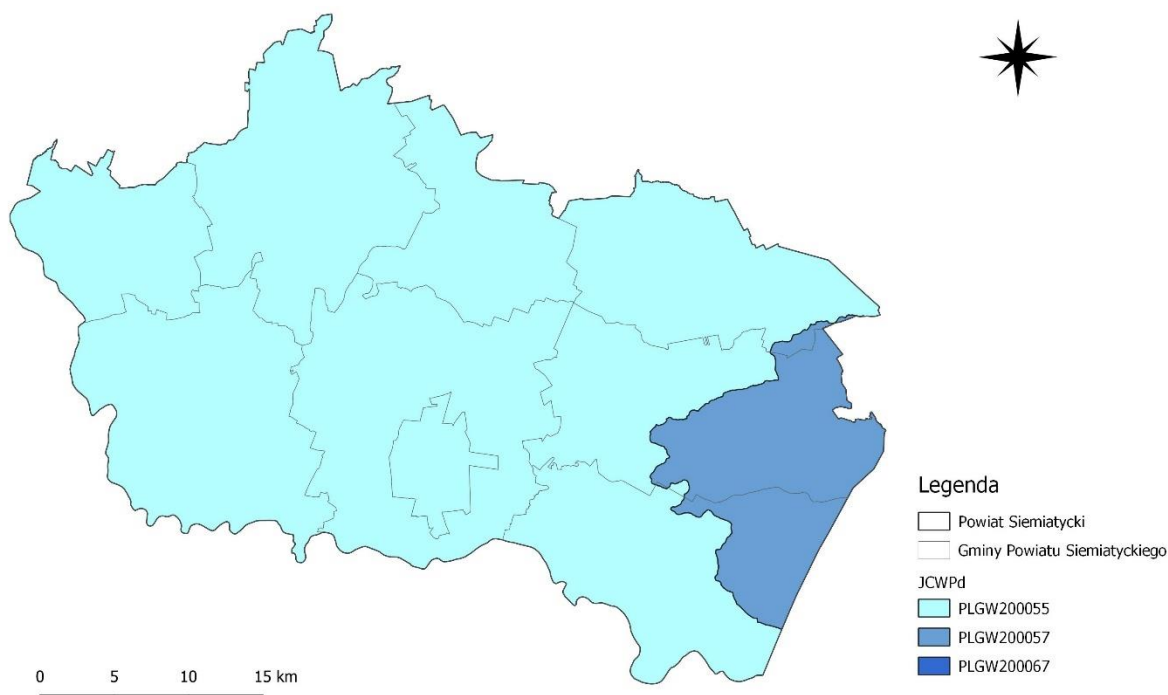 Legenda
Powiat Siemiatycki
Gminy Powiatu Siemiatyckiego
JCWPd
PLGW200055
PLGW200057
PLGW200067
0 5 10 15 km